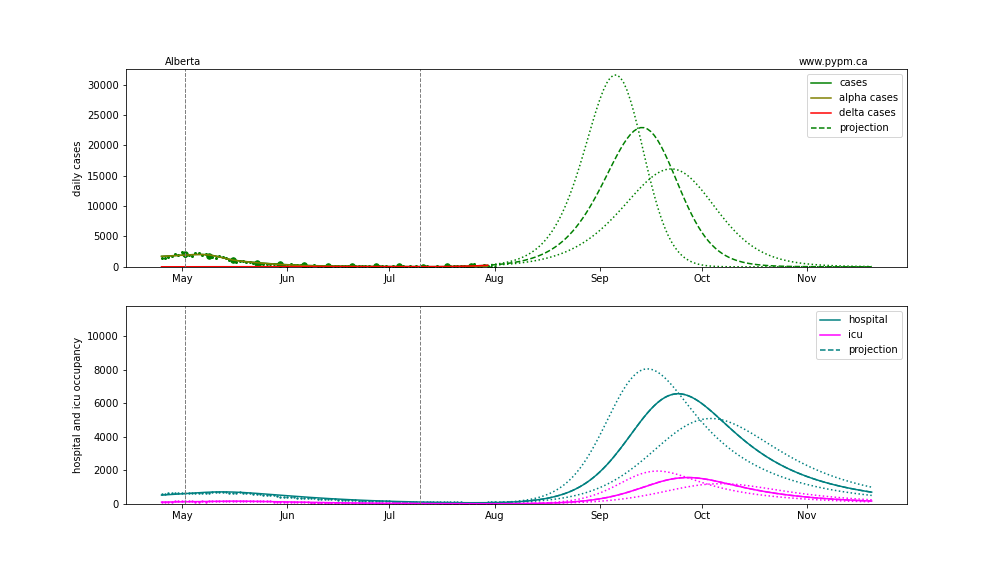 Alberta
www.pypm.ca
daily cases
30000
25000
20000
15000
10000
5000
0
cases
alpha cases
delta cases
projection
May
Jun
Jul
Aug
Sep
Oct
Nov
hospital and icu occupancy
10000
8000
6000
4000
2000
0
hospital
icu
projection
May
Jun
Jul
Aug
Sep
Oct
Nov